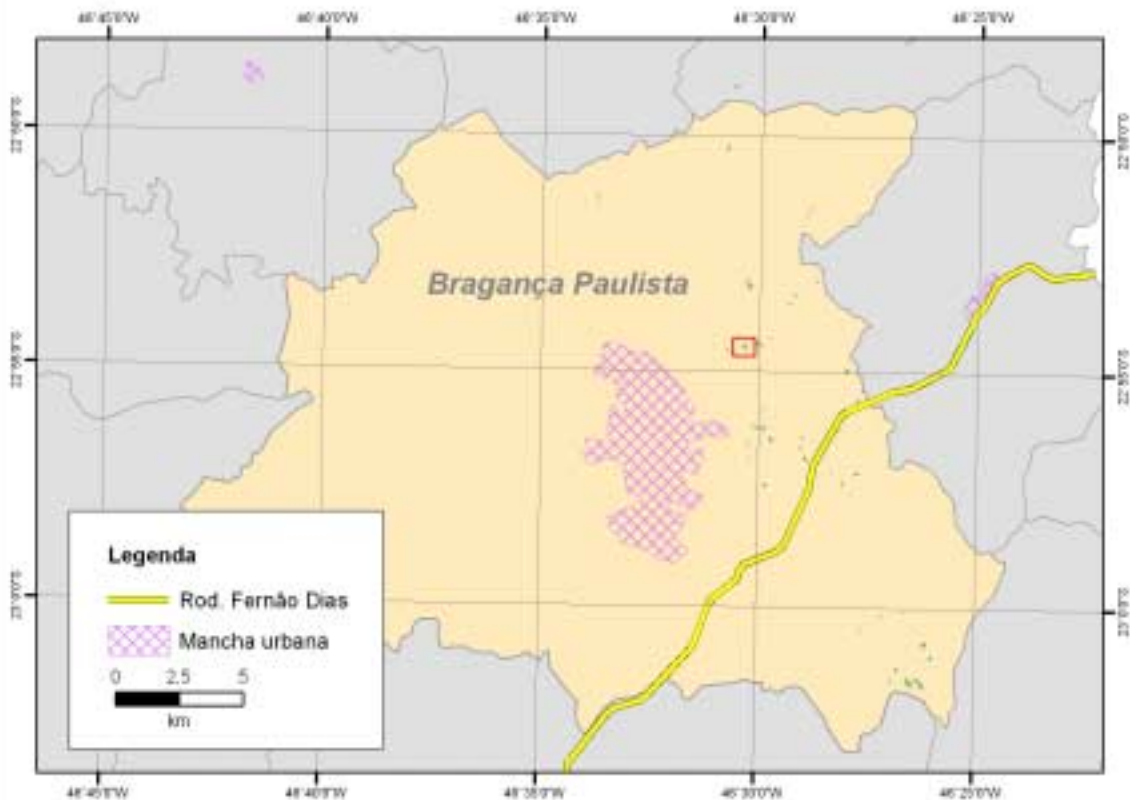 46°45'0"W 46°40'0"W 46°35'0"W 46°30'0"W 46°25'0"W
22°50'0"S 22°50'0"S
Bragança Paulista
22°55'0"S 22°55'0"S
Legenda
Rod. Fernão Dias
23°0'0"S 23°0'0"S
Mancha urbana
0 2.5 5
km
46°45'0"W 46°40'0"W 46°35'0"W 46°30'0"W 46°25'0"W